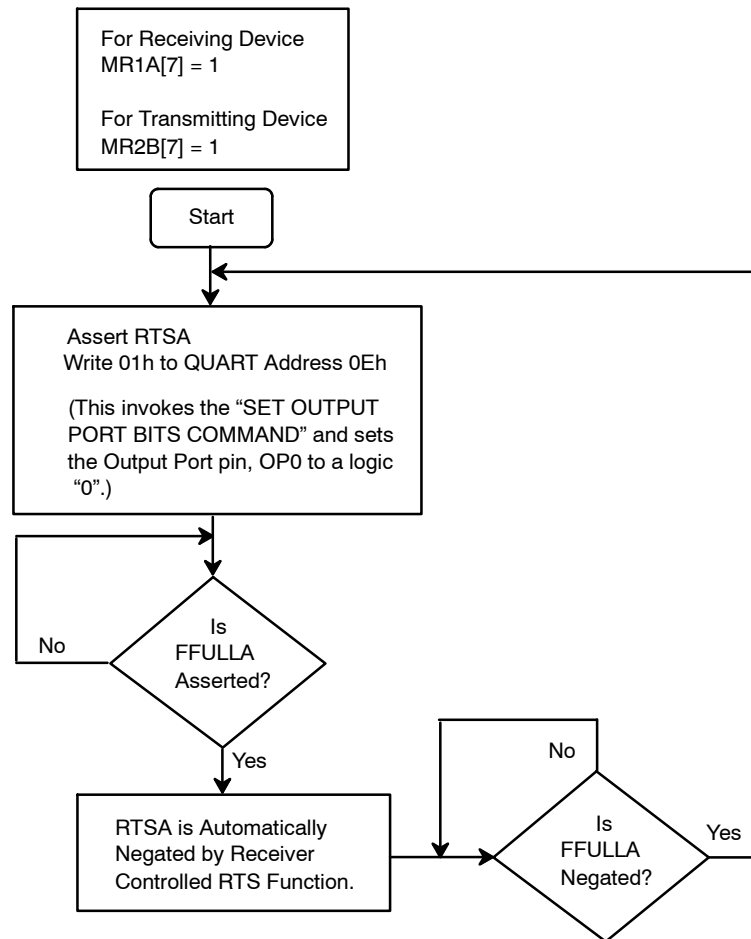 For Receiving Device
MR1A[7] = 1
For Transmitting Device
MR2B[7] = 1
Start
Assert RTSA
Write 01h to QUART Address 0Eh
(This invokes the “SET OUTPUT
PORT BITS COMMAND” and sets
the Output Port pin, OP0 to a logic
“0”.)
Is
FFULLA
Asserted?
No
Yes
RTSA is Automatically
Negated by Receiver
Controlled RTS Function.
No
Is
FFULLA
Negated?
Yes